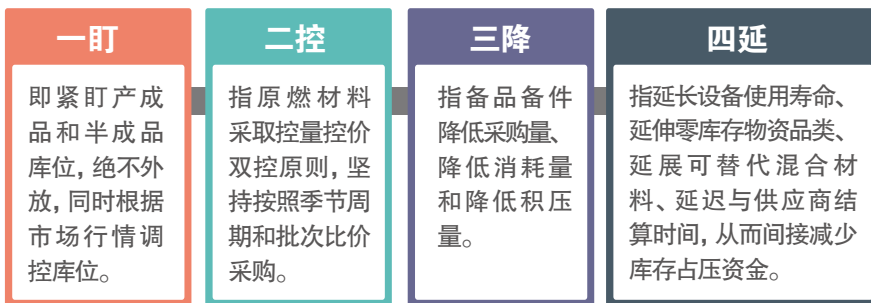 一盯
即紧盯产成
品和半成品
库位，绝不外
放，同时根据
市场行情调
控库位。
二控
指原燃材料
采取控量控价
双控原则，坚
持按照季节周
期和批次比价
采购。
三降
指备品备件
降低采购量、
降低消耗量
和降低积压
量。
四延
指延长设备使用寿命、
延伸零库存物资品类、
延展可替代混合材
料、延迟与供应商结
算时间，从而间接减少
库存占压资金。